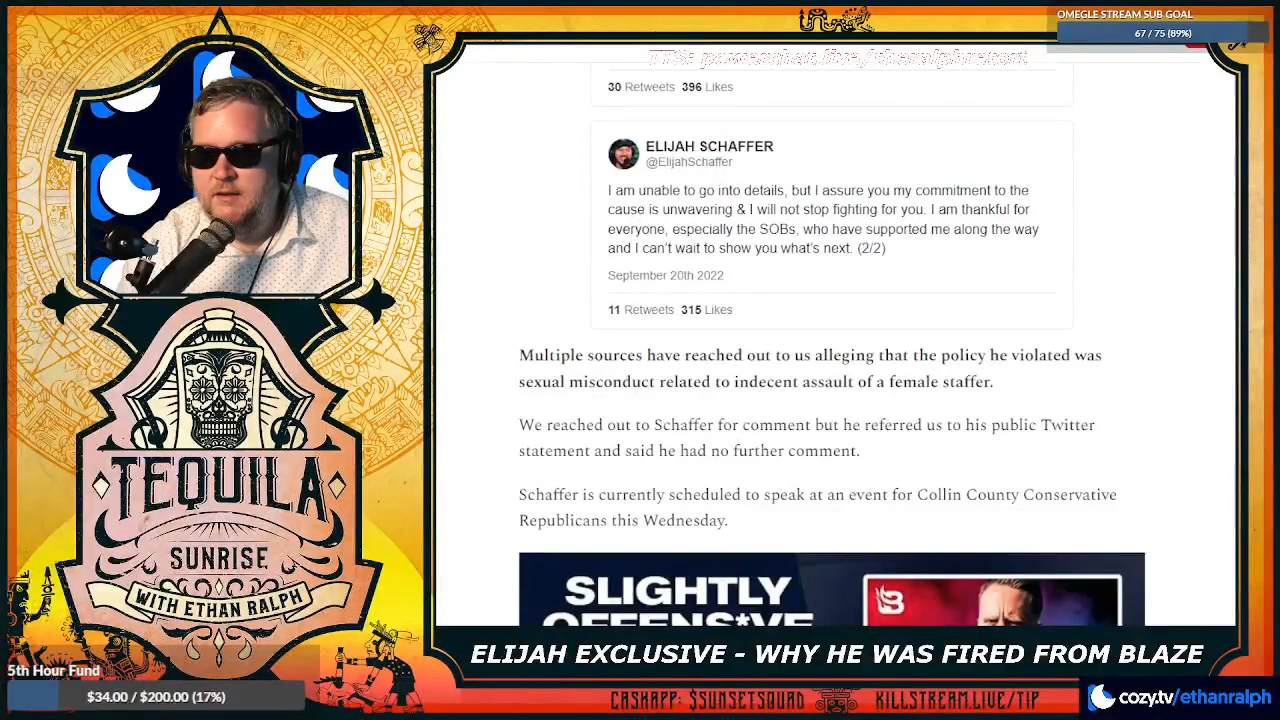 OMEGLE STREAM SUB GOAL
67 / 75 (89%)
30 Retweets 396 Likes
ELIJAH SCHAFFER
@ElijahSchaffer
I am unable to go into details, but I assure you my commitment to the
cause is unwavering & I will not stop fighting for you. I am thankful for
everyone, especially the SOBs, who have supported me along the way
and I can't wait to show you what's next. (2/2)
September 20th 2022
11 Retweets 315 Likes
Multiple sources have reached out to us alleging that the policy he violated was
sexual misconduct related to indecent assault of a female staffer.
We reached out to Schaffer for comment but he referred us to his public Twitter
statement and said he had no further comment.
Schaffer is currently scheduled to speak at an event for Collin County Conservative
Republicans this Wednesday.
SLIGHTLY
OFFENS*VE
TEQUILA
SUNRISE
WITH ETHAN RALPH
5th Hour Fund
$34.00 / $200.00 (17%)
ELIJAH EXCLUSIVE - WHY HE WAS FIRED FROM BLAZE
CASHAPP: $SUNSETSQUAD KILLSTREAM.LIVE/TIP
cozy.tv/ethanralph